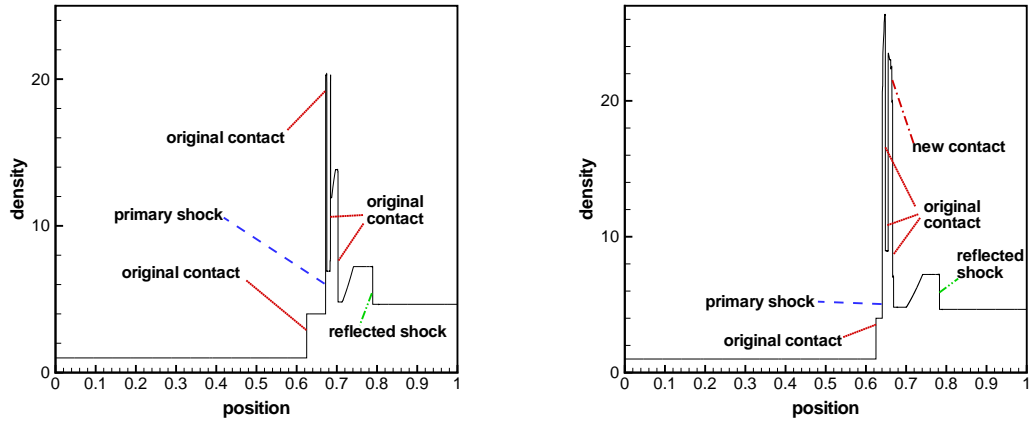 20
10
0
density
original contact
primary shock
original contact
original
contact
reflected shock
0 0.1 0.2 0.3 0.4 0.5 0.6 0.7 0.8 0.9 1
position
20
10
0
density
new contact
original
contact
reflected
shock
primary shock
original contact
0 0.1 0.2 0.3 0.4 0.5 0.6 0.7 0.8 0.9 1
position